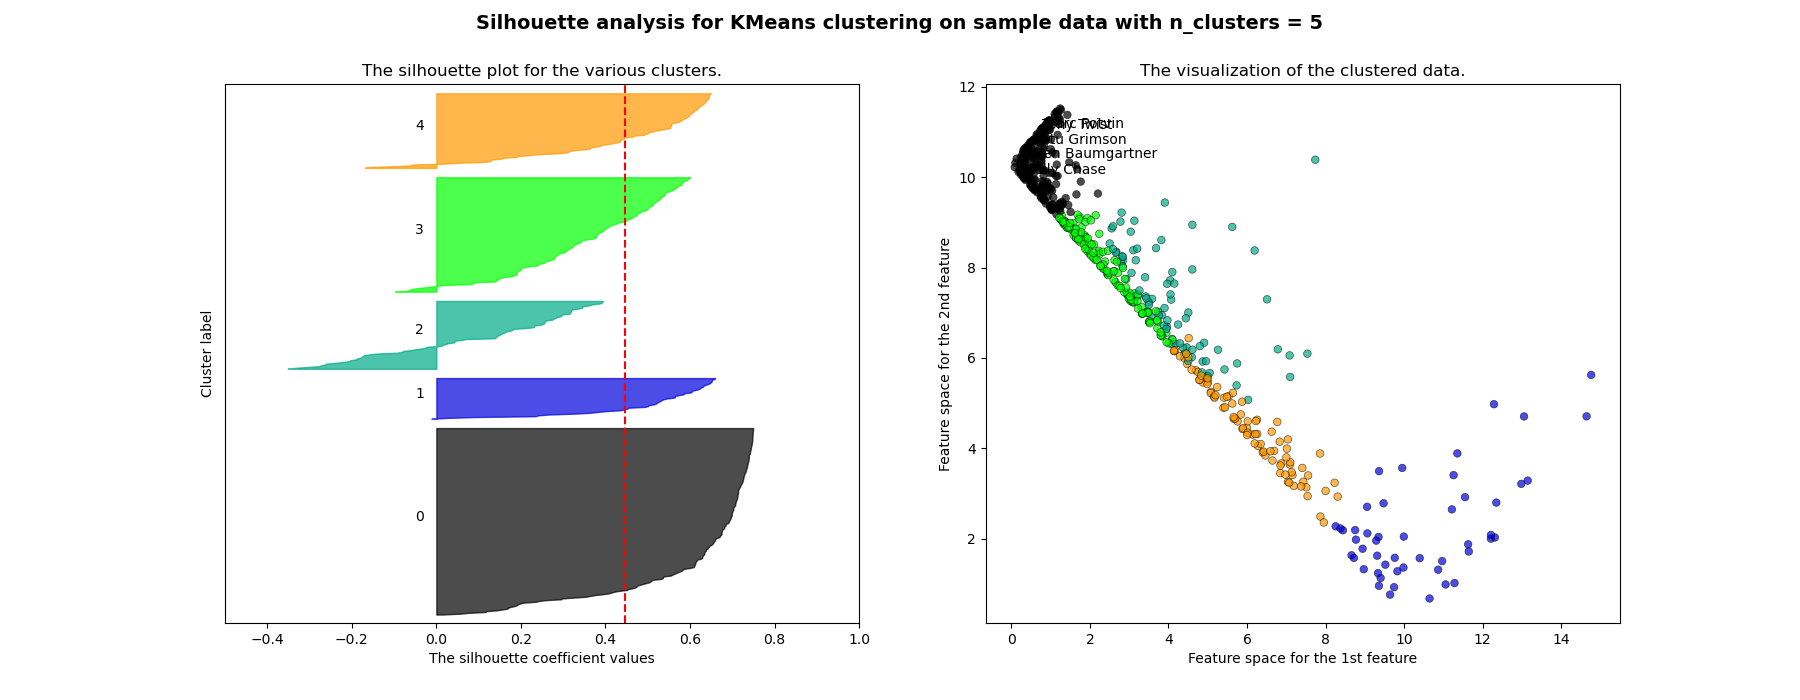 Silhouette analysis for KMeans clustering on sample data with n_clusters = 5
The silhouette plot for the various clusters.
4
3
2
1
0
Cluster label
−0.4 −0.2 0.0 0.2 0.4 0.6 0.8 1.0
The silhouette coefficient values
The visualization of the clustered data.
12
10
8
6
4
2
Feature space for the 2nd feature
Twist
Grimson
Baumgartner
Chase
0 2 4 6 8 10 12 14
Feature space for the 1st feature